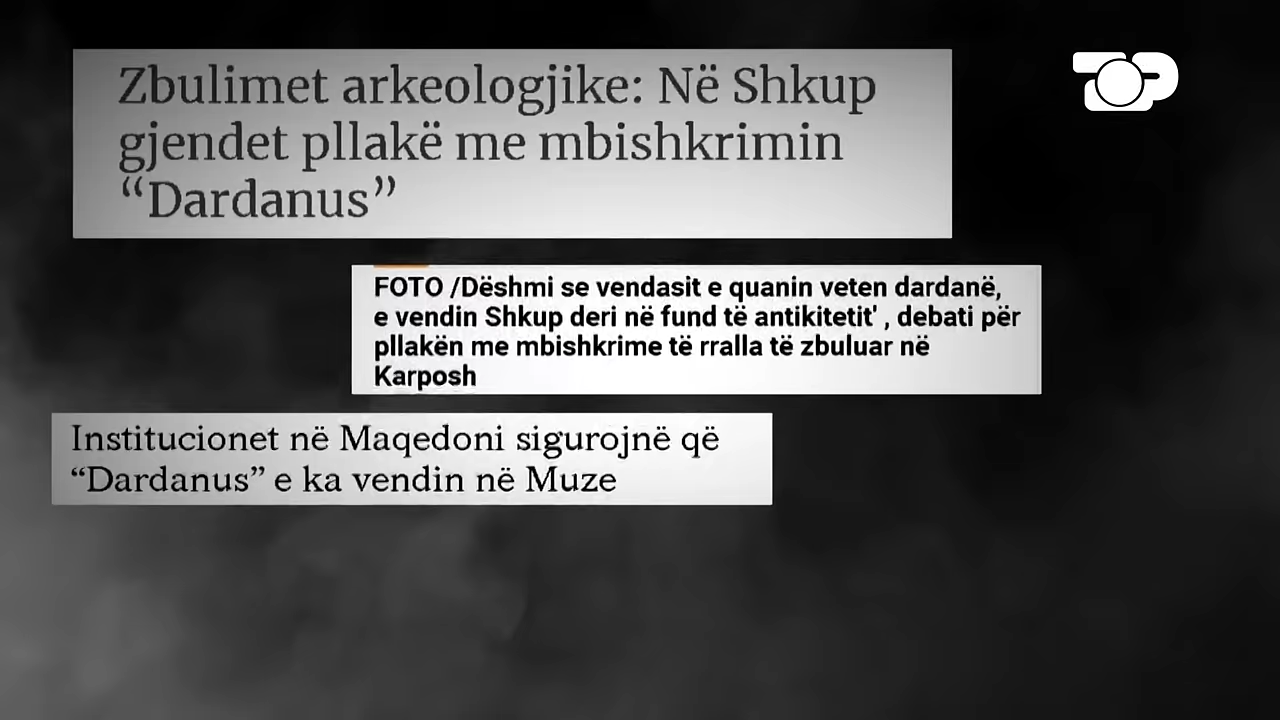 Zbulimet arkeologjike: Në Shkup
gjendet pllakë me mbishkrimin
“Dardanus”
TOP
FOTO /Dëshmi se vendasit e quanin veten dardanë,
e vendin Shkup deri në fund të antikitetit' , debati për
pllakën me mbishkrime të rralla të zbuluar në
Karposh
Institucionet në Maqedoni sigurojnë që
“Dardanus” e ka vendin në Muze